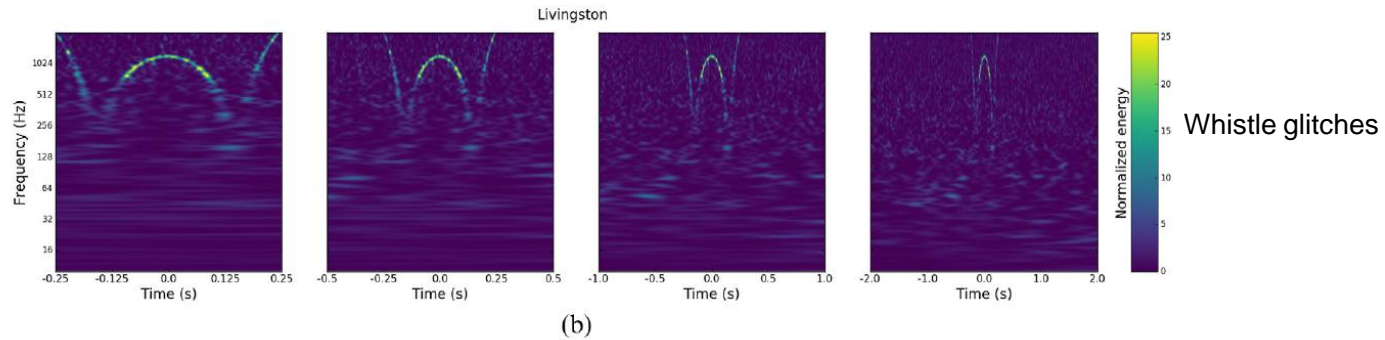 Livingston
Frequency (Hz)
1024
512
256
128
64
32
16
-0.25 -0.125 0.0 0.125 0.25
Time (s)
-0.5 -0.25 0.0 0.25 0.5
Time (s)
-1.0 -0.5 0.0 0.5 1.0
Time (s)
-2.0 -1.0 0.0 1.0 2.0
Time (s)
Normalized energy
25
20
15
10
5
0
Whistle glitches
(b)